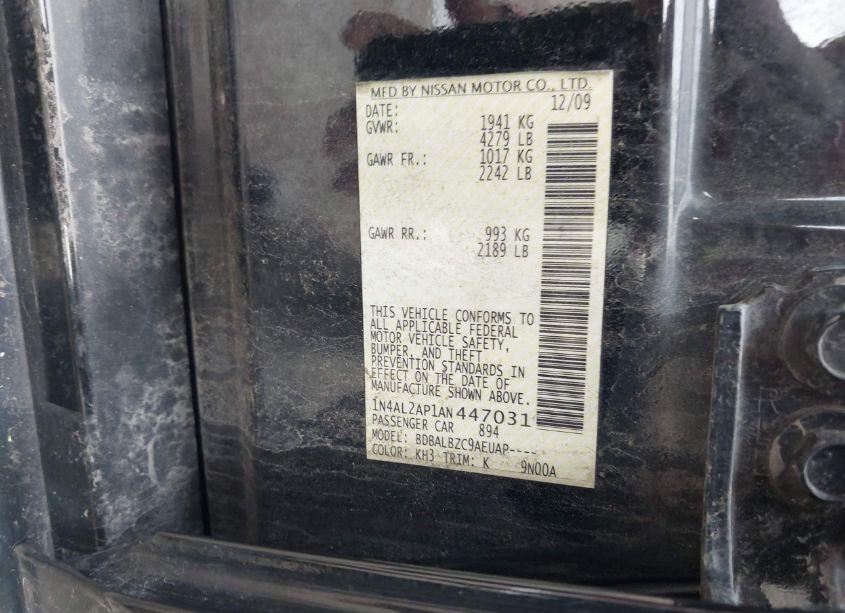 MFD BY NISSAN MOTOR CO., LTD.
DATE: 12/09
GVWR: 1941 KG
4279 LB
GAWR FR.: 1017 KG
2242 LB
GAWR RR.: 993 KG
2189 LB
THIS VEHICLE CONFORMS TO
ALL APPLICABLE FEDERAL
MOTOR VEHICLE SAFETY,
BUMPER, AND THEFT
PREVENTION STANDARDS IN
EFFECT ON THE DATE OF
MANUFACTURE SHOWN ABOVE.
1N4AL2AP1AN447031
PASSENGER CAR 894
MODEL: BDBALBZC9AEUAP----
COLOR: KH3 TRIM: K 9N00A